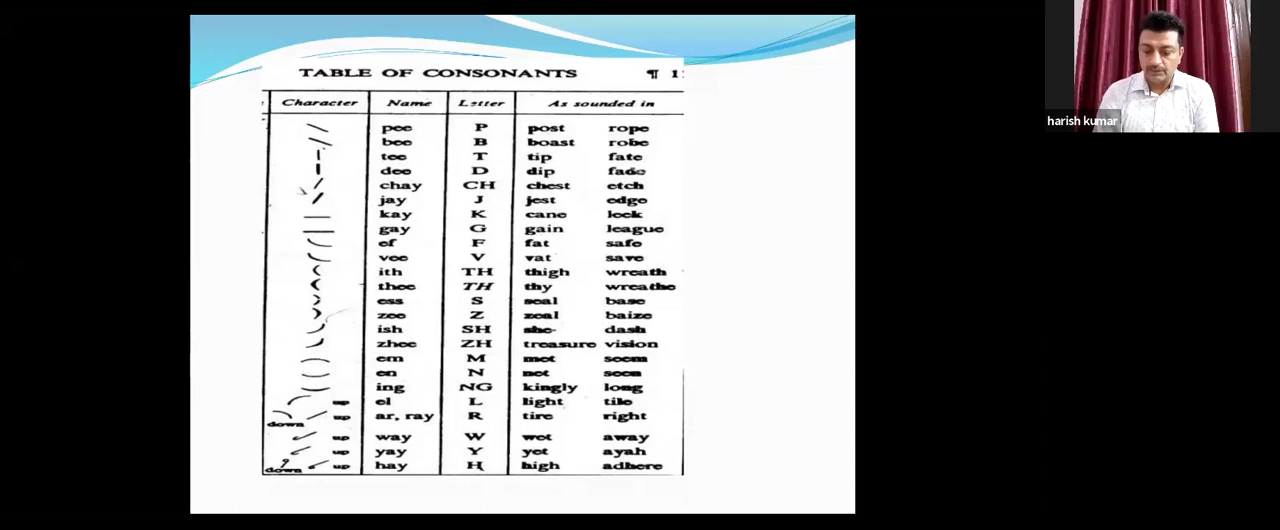 TABLE OF CONSONANTS ¶ 1
Character Name Letter As sounded in
pee P post rope
bee B boast robe
tee T tip fate
dee D dip fade
chay CH chest etch
jay J jest edge
kay K cane leek
gay G gain league
ef F fat safe
vee V vat save
ith TH thigh wreath
thee TH thy wreathe
ess S seal base
zee Z zeal baize
ish SH she dash
zhee ZH treasure vision
em M met seem
en N net seen
ing NG kingly long
up el L light tile
down up ar, ray R tire right
up way W wet away
up yay Y yet ayah
down up hay H high adhere
harish kumar